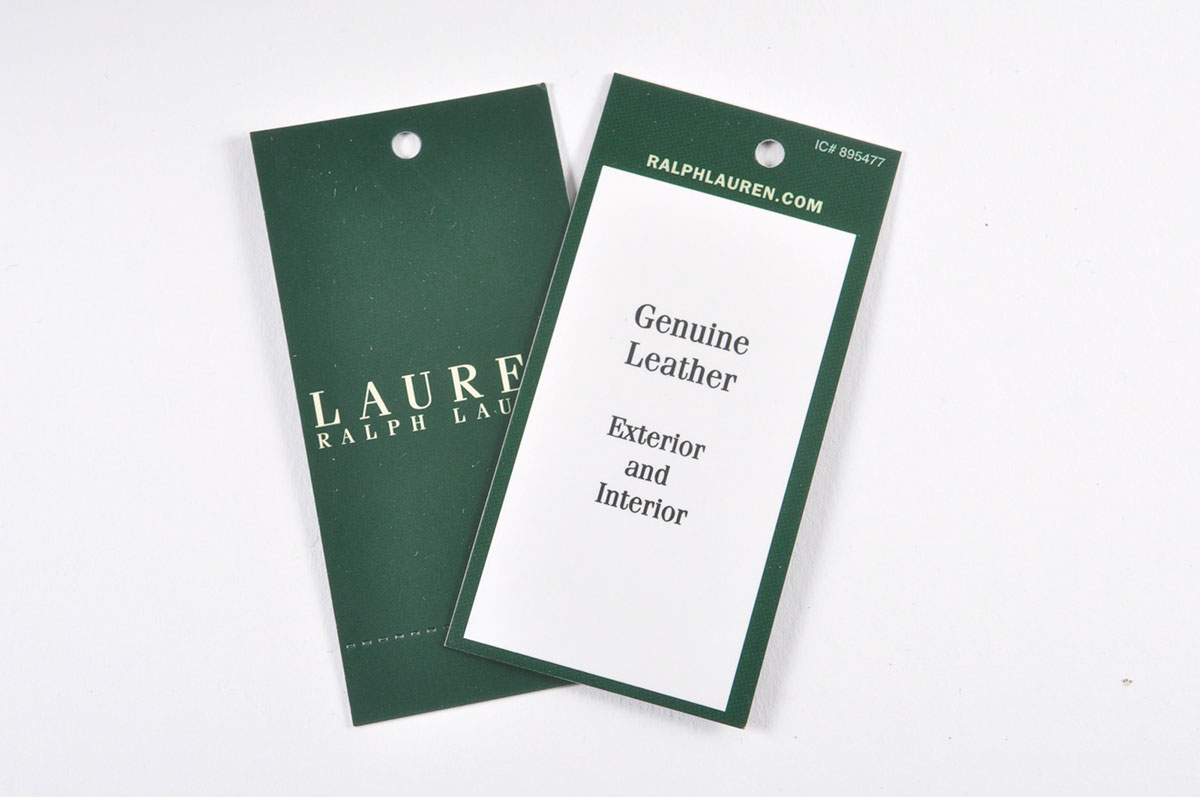 LAURE
RALPH LAU
IC# 895477
RALPHLAUREN.COM
Genuine
Leather
Exterior
and
Interior